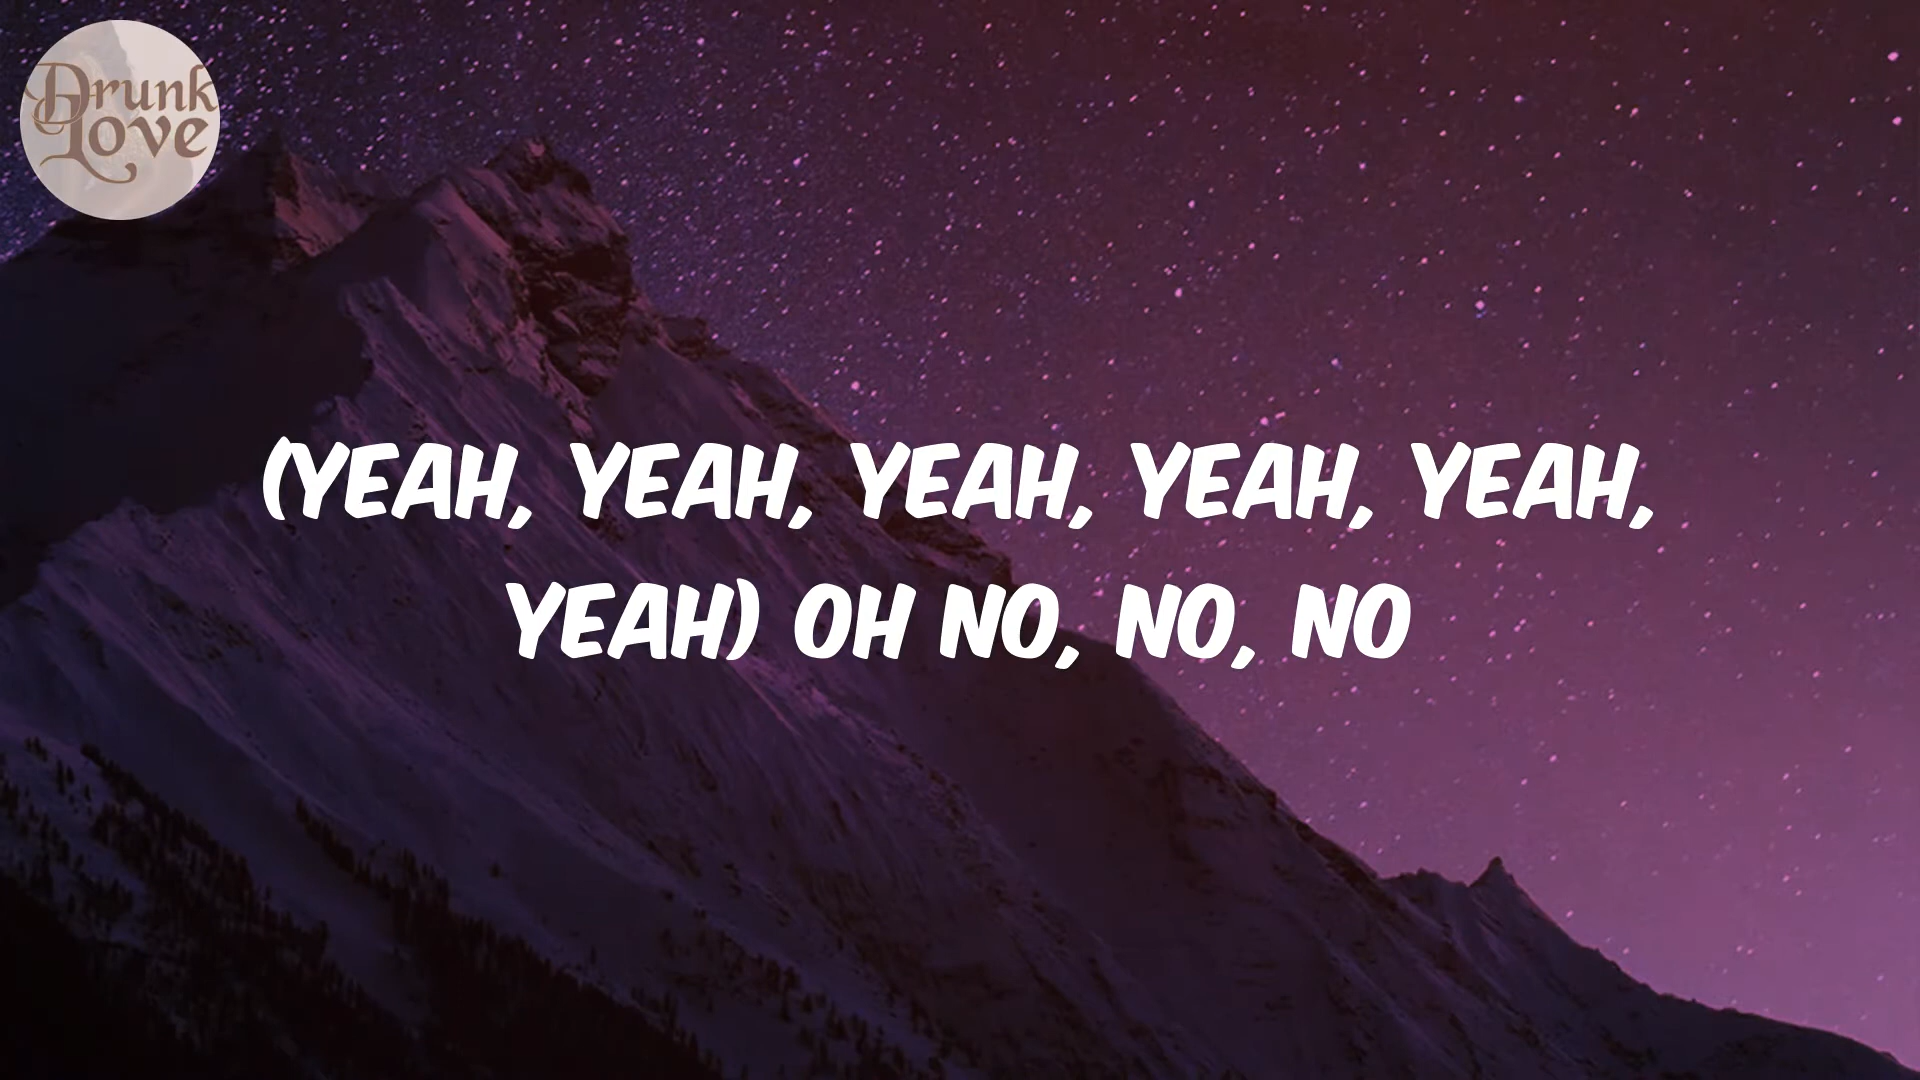 Drunk
Love
(YEAH, YEAH, YEAH, YEAH, YEAH,
YEAH) OH NO, NO, NO